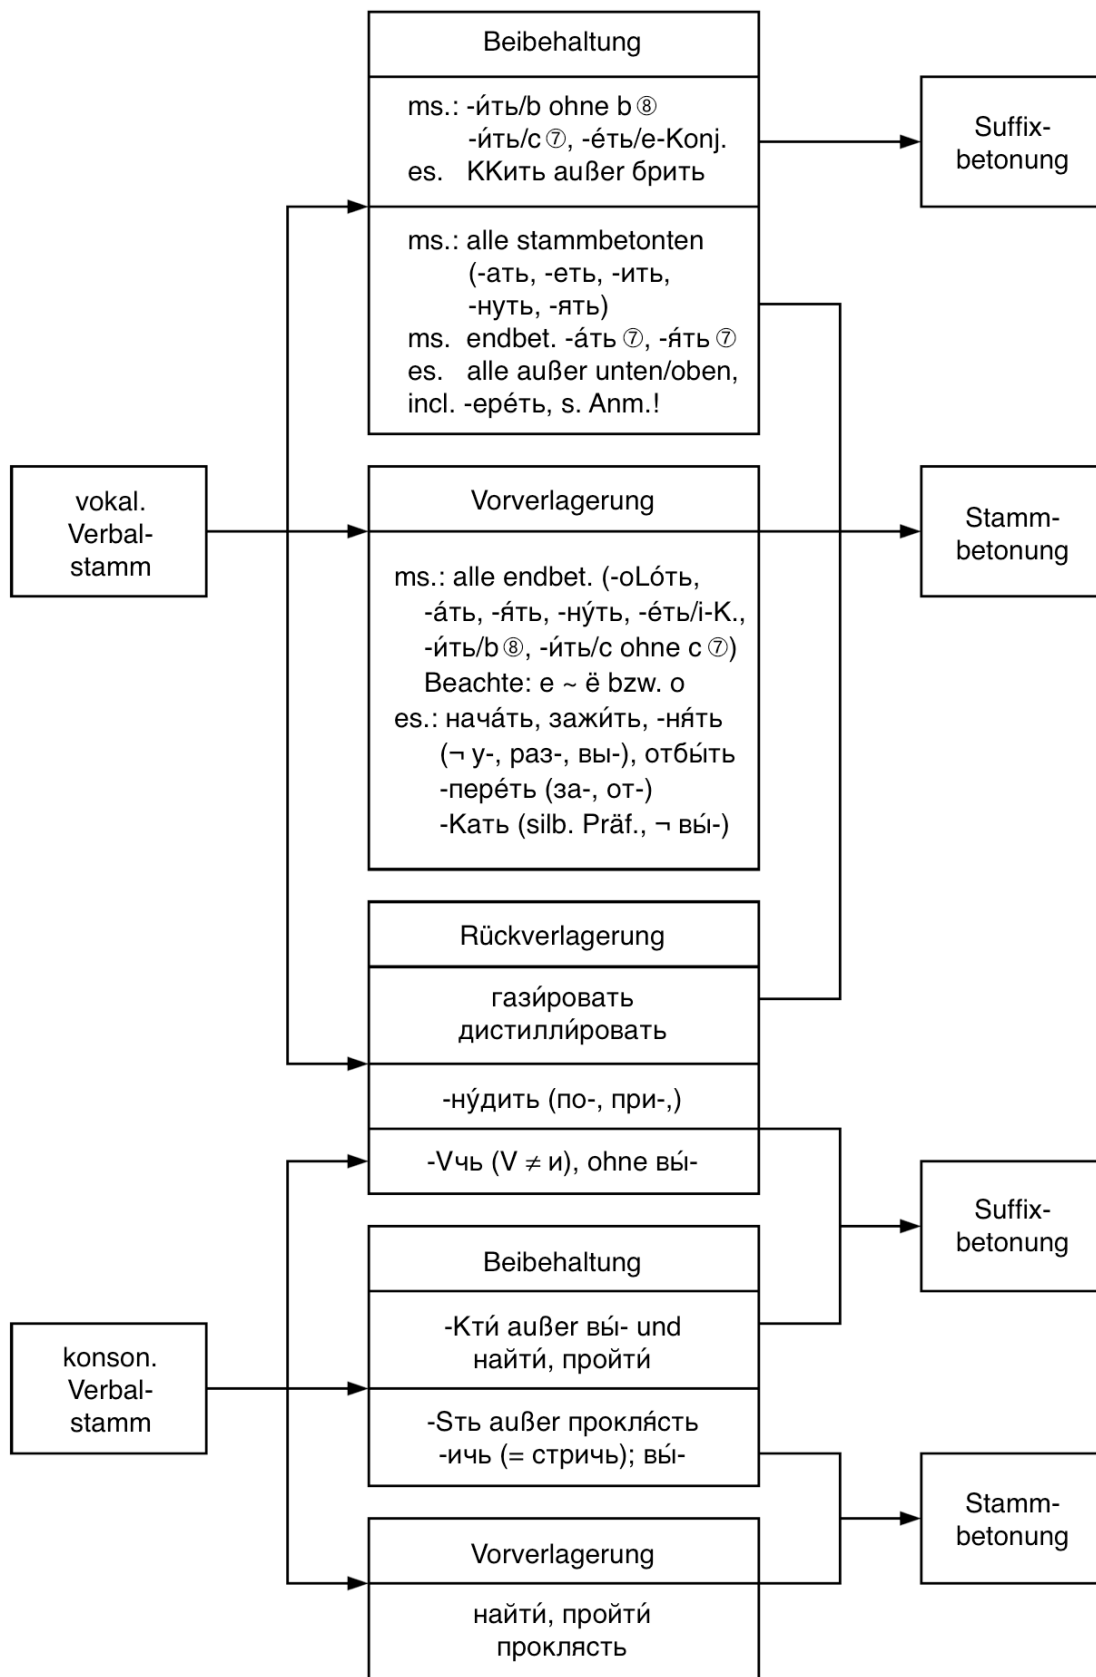 Beibehaltung
ms.: -и́ть/b ohne b ⑧
-и́ть/c ⑦, -е́ть/e-Konj.
es. ККить außer брить
Suffix-
betonung
ms.: alle stammbetonten
(-ать, -еть, -ить,
-нуть, -ять)
ms. endbet. -а́ть ⑦, -я́ть ⑦
es. alle außer unten/oben,
incl. -ере́ть, s. Anm.!
vokal.
Verbal-
stamm
Vorverlagerung
ms.: alle endbet. (-oLо́ть,
-а́ть, -я́ть, -ну́ть, -е́ть/i-K.,
-и́ть/b ⑧, -и́ть/c ohne c ⑦)
Beachte: e ~ ë bzw. o
es.: нача́ть, зажи́ть, -ня́ть
(¬ у-, раз-, вы-), отбы́ть
-пере́ть (за-, от-)
-Кать (silb. Präf., ¬ вы́-)
Stamm-
betonung
Rückverlagerung
гази́ровать
дистилли́ровать
-ну́дить (по-, при-,)
-Vчь (V ≠ и), ohne вы́-
Suffix-
betonung
Beibehaltung
-Кти́ außer вы́- und
найти́, пройти́
-Sть außer прокля́сть
-ичь (= стричь); вы́-
konson.
Verbal-
stamm
Stamm-
betonung
Vorverlagerung
найти́, пройти́
проклясть